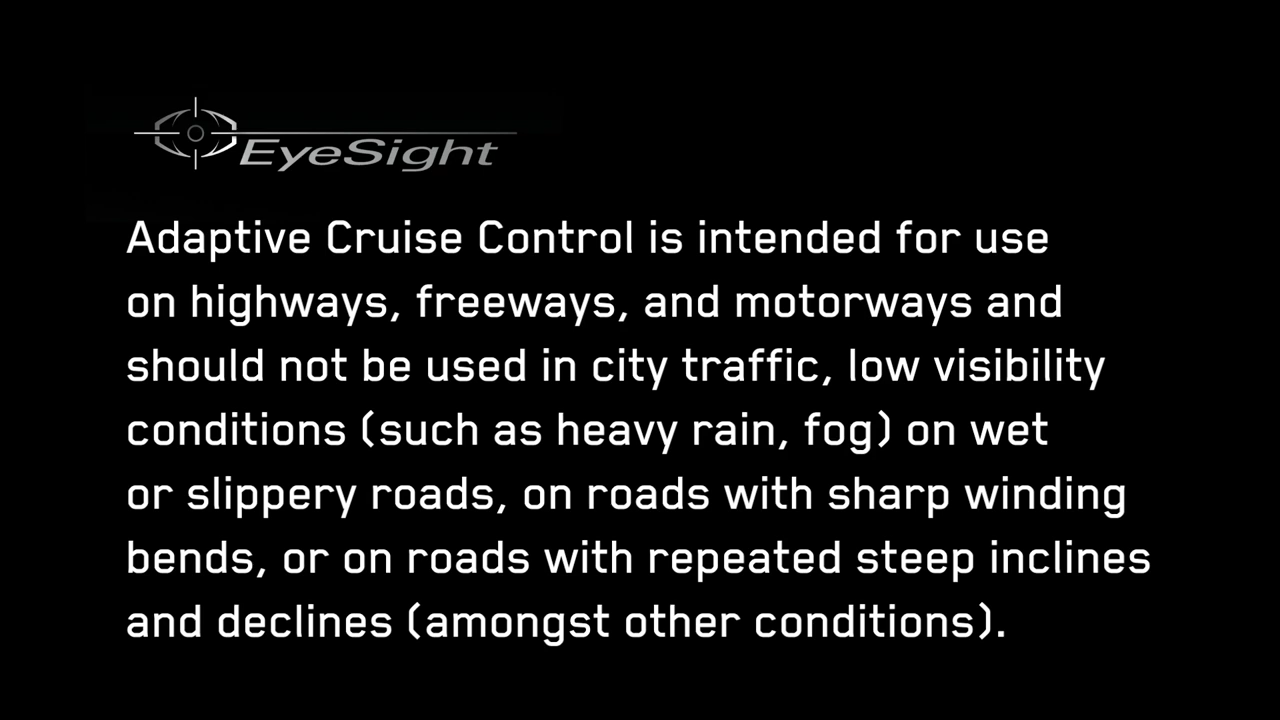 EyeSight
Adaptive Cruise Control is intended for use
on highways, freeways, and motorways and
should not be used in city traffic, low visibility
conditions (such as heavy rain, fog) on wet
or slippery roads, on roads with sharp winding
bends, or on roads with repeated steep inclines
and declines (amongst other conditions).